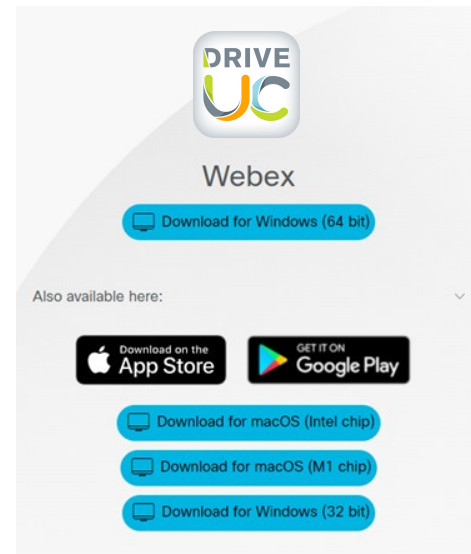 DRIVE
UC
Webex
Download for Windows (64 bit)
Also available here:
Download on the
App Store
GET IT ON
Google Play
Download for macOS (Intel chip)
Download for macOS (M1 chip)
Download for Windows (32 bit)